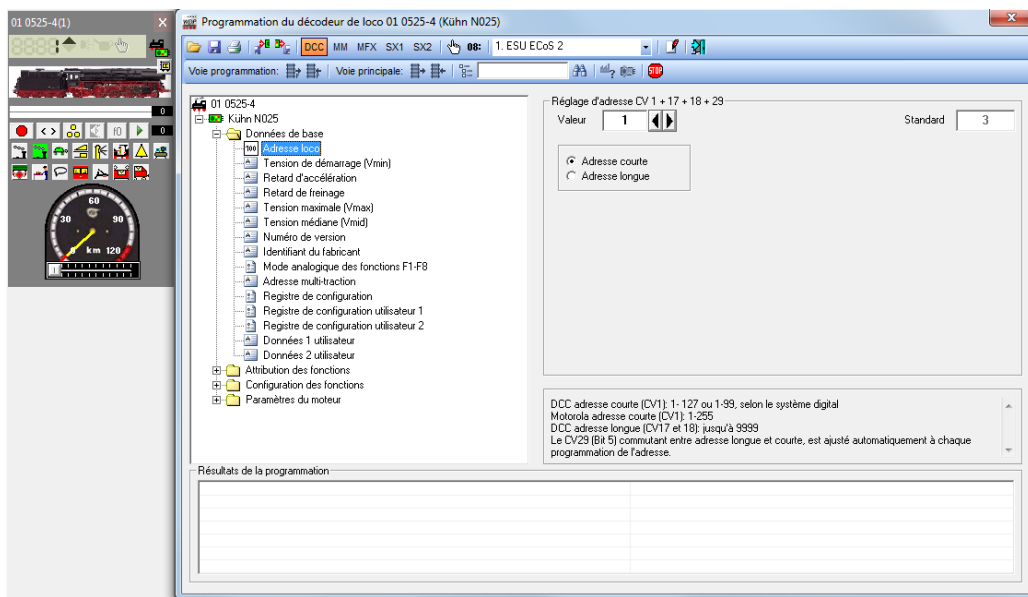 01 0525-4(1)
Programmation du décodeur de loco 01 0525-4 (Kühn N025)
DCC MM MFX SX1 SX2 08: 1. ESU ECoS 2
Voie programmation: Voie principale: STOP
0
f0 0
60
30 90
0 km 120
01 0525-4
Kühn N025
Données de base
Adresse loco
Tension de démarrage (Vmin)
Retard d'accélération
Retard de freinage
Tension maximale (Vmax)
Tension médiane (Vmid)
Numéro de version
Identifiant du fabricant
Mode analogique des fonctions F1-F8
Adresse multi-traction
Registre de configuration
Registre de configuration utilisateur 1
Registre de configuration utilisateur 2
Données 1 utilisateur
Données 2 utilisateur
Attribution des fonctions
Configuration des fonctions
Paramètres du moteur
Réglage d'adresse CV 1 + 17 + 18 + 29
Valeur 1 Standard 3
Adresse courte
Adresse longue
DCC adresse courte (CV1): 1- 127 ou 1-99, selon le système digital
Motorola adresse courte (CV1): 1-255
DCC adresse longue (CV17 et 18): jusqu'à 9999
Le CV29 (Bit 5) commutant entre adresse longue et courte, est ajusté automatiquement à chaque
programmation de l'adresse.
Résultats de la programmation